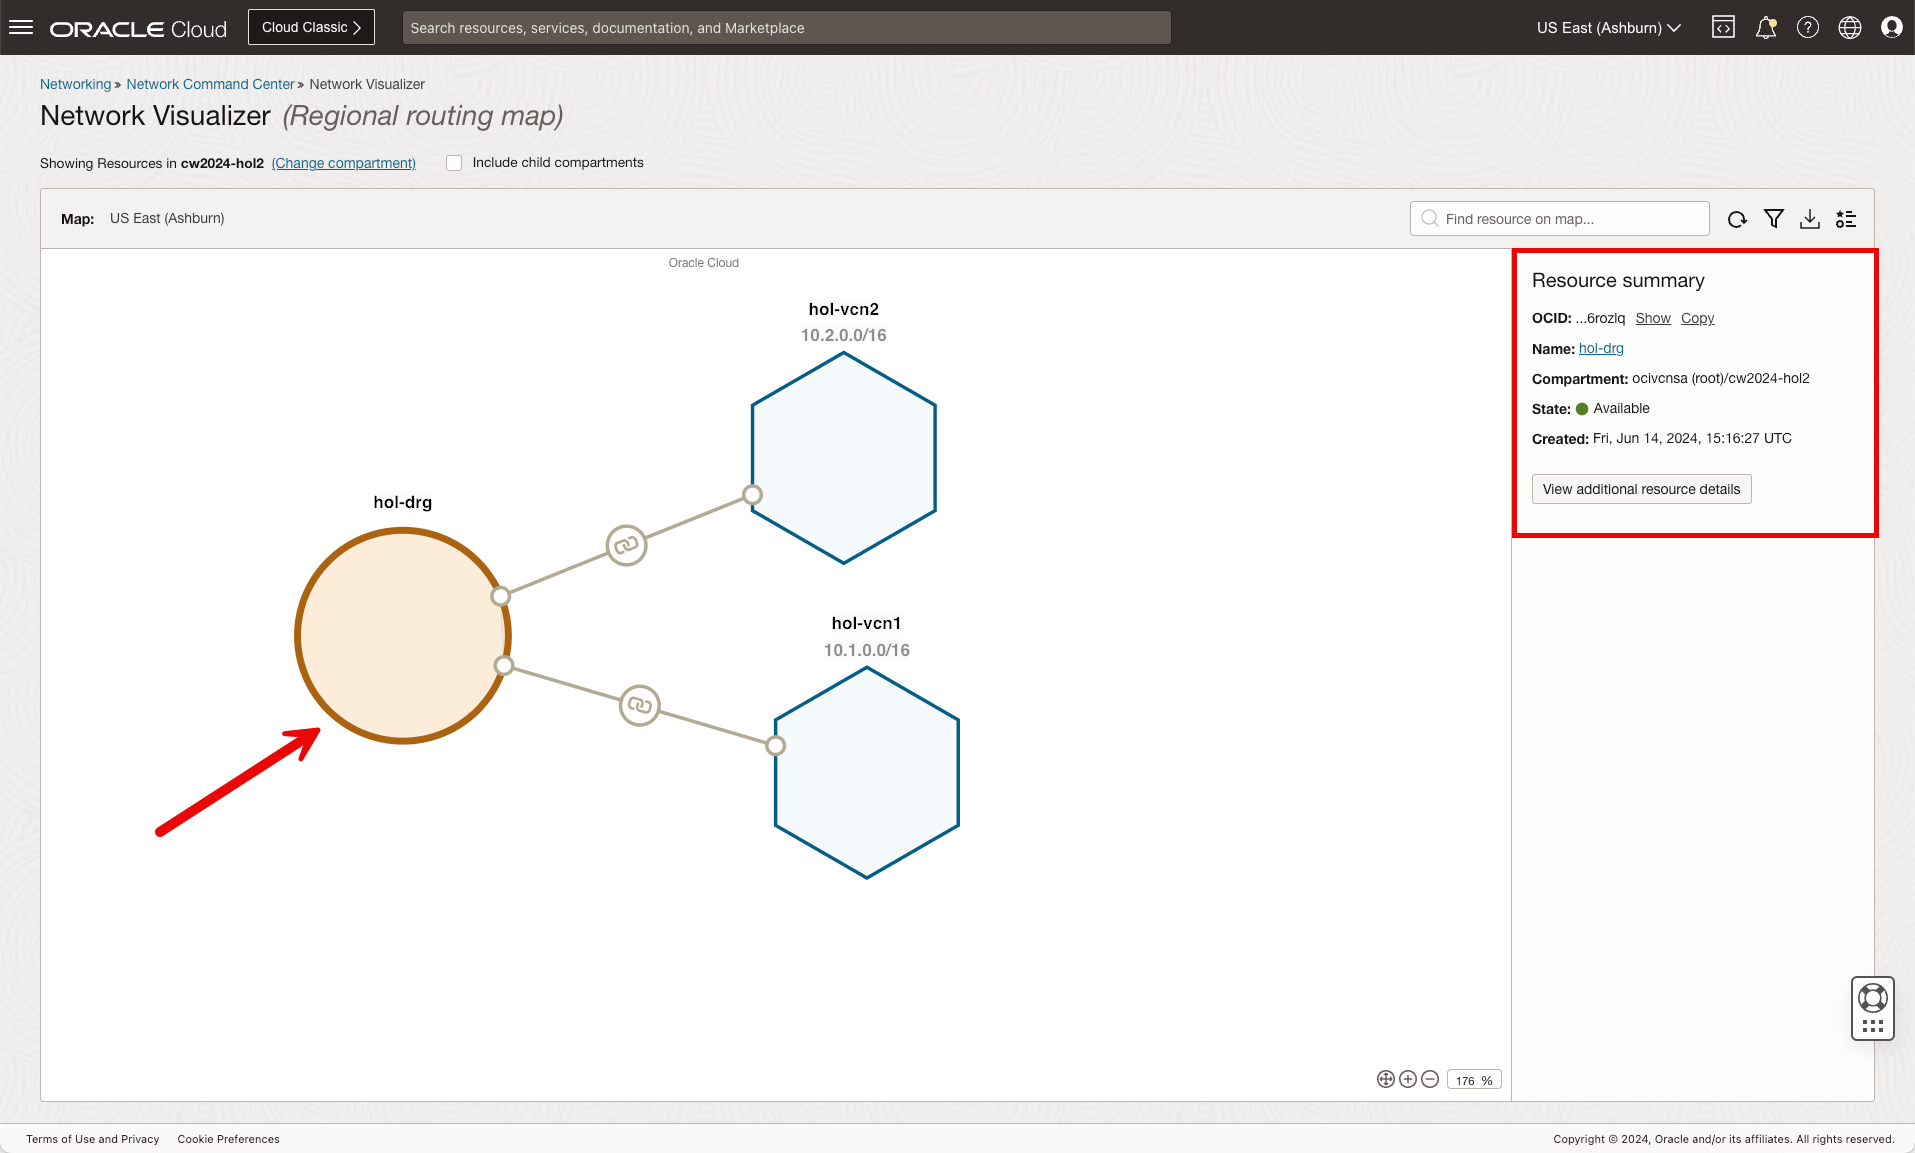 ORACLE Cloud
Cloud Classic
Search resources, services, documentation, and Marketplace
US East (Ashburn)
Networking » Network Command Center » Network Visualizer
Network Visualizer (Regional routing map)
Showing Resources in cw2024-hol2 (Change compartment) Include child compartments
Map: US East (Ashburn)
Find resource on map...
Oracle Cloud
hol-vcn2
10.2.0.0/16
hol-drg
hol-vcn1
10.1.0.0/16
Resource summary
OCID: ...6rozlq Show Copy
Name: hol-drg
Compartment: ocivcnsa (root)/cw2024-hol2
State: Available
Created: Fri, Jun 14, 2024, 15:16:27 UTC
View additional resource details
176 %
Terms of Use and Privacy Cookie Preferences
Copyright © 2024, Oracle and/or its affiliates. All rights reserved.